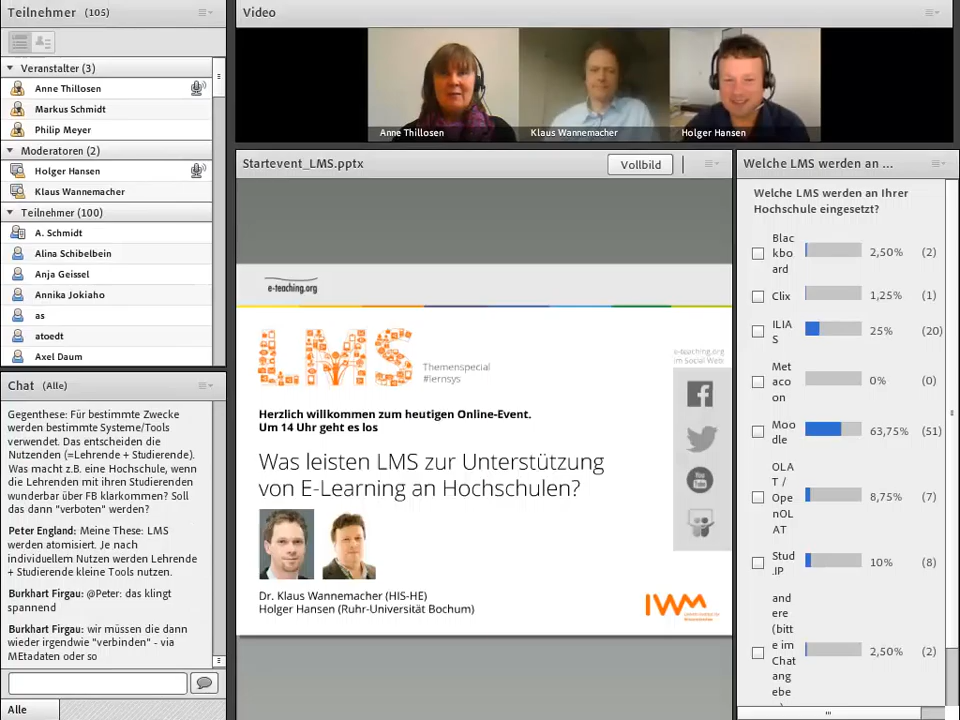 Teilnehmer (105)
Veranstalter (3)
Anne Thillosen
Markus Schmidt
Philip Meyer
Moderatoren (2)
Holger Hansen
Klaus Wannemacher
Teilnehmer (100)
A. Schmidt
Alina Schibelbein
Anja Geissel
Annika Jokiaho
as
atoedt
Axel Daum
Chat (Alle)
Gegenthese: Für bestimmte Zwecke
werden bestimmte Systeme/Tools
verwendet. Das entscheiden die
Nutzenden (=Lehrende + Studierende).
Was macht z.B. eine Hochschule, wenn
die Lehrenden mit ihren Studierenden
wunderbar über FB klarkommen? Soll
das dann "verboten" werden?
Peter England: Meine These: LMS
werden atomisiert. Je nach
individuellem Nutzen werden Lehrende
+ Studierende kleine Tools nutzen.
Burkhart Firgau: @Peter: das klingt
spannend
Burkhart Firgau: wir müssen die dann
wieder irgendwie "verbinden" - via
MEtadaten oder so
Alle
Video
Anne Thillosen
Klaus Wannemacher
Holger Hansen
Startevent_LMS.pptx
Vollbild
e-teaching.org
LMS
Themenspecial
#lernsys
e-teaching.org
im Social Web
Herzlich willkommen zum heutigen Online-Event.
Um 14 Uhr geht es los
Was leisten LMS zur Unterstützung
von E-Learning an Hochschulen?
You
Tube
Dr. Klaus Wannemacher (HIS-HE)
Holger Hansen (Ruhr-Universität Bochum)
IWM
Welche LMS werden an ...
Welche LMS werden an Ihrer
Hochschule eingesetzt?
Blac
kbo
ard
2,50% (2)
Clix 1,25% (1)
ILIA
S
25% (20)
Met
aco
on
0% (0)
Moo
dle
63,75% (51)
OLA
T /
Ope
nOL
AT
8,75% (7)
Stud
.IP
10% (8)
and
ere
(bitt
e im
Chat
ang
ebe
2,50% (2)